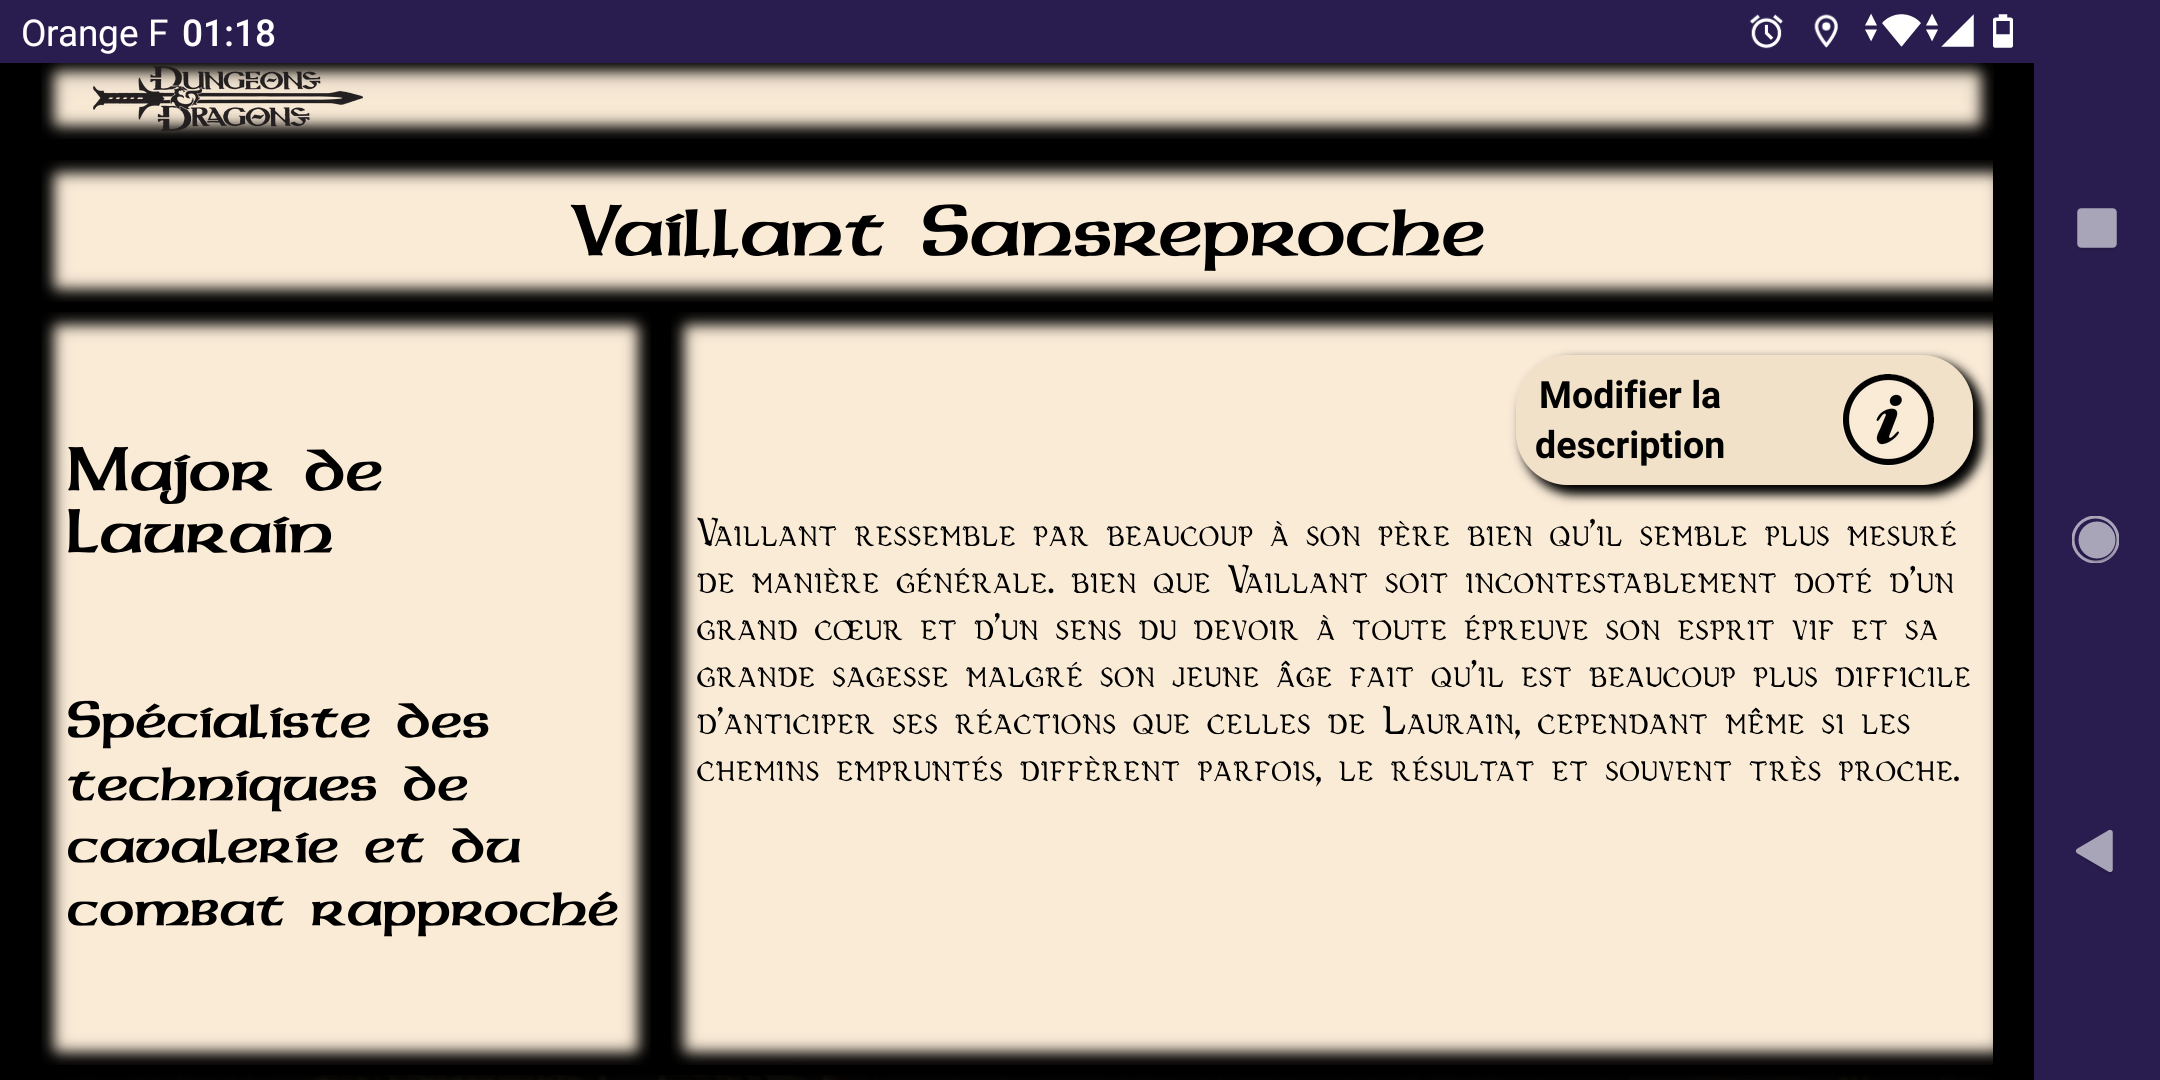 Orange F 01:18
Dungeons
&
Dragons
Vaillant Sansreproche
Major de
Laurain
Spécialiste des
techniques de
cavalerie et du
combat rapproché
Modifier la
description
Vaillant ressemble par beaucoup à son père bien qu'il semble plus mesuré
de manière générale. bien que Vaillant soit incontestablement doté d'un
grand cœur et d'un sens du devoir à toute épreuve son esprit vif et sa
grande sagesse malgré son jeune âge fait qu'il est beaucoup plus difficile
d'anticiper ses réactions que celles de Laurain, cependant même si les
chemins empruntés diffèrent parfois, le résultat et souvent très proche.